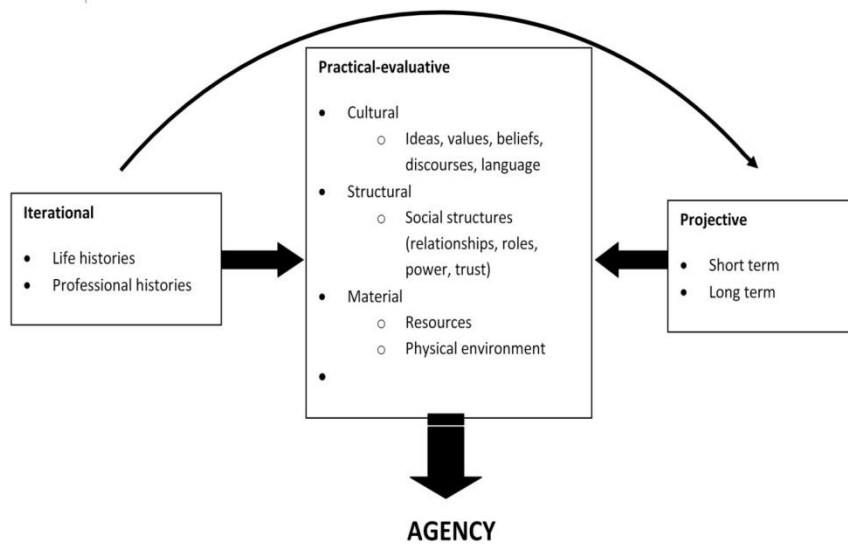 Iterational
• Life histories
• Professional histories
Practical-evaluative
• Cultural
○ Ideas, values, beliefs,
discourses, language
• Structural
○ Social structures
(relationships, roles,
power, trust)
• Material
○ Resources
○ Physical environment
•
Projective
• Short term
• Long term
AGENCY